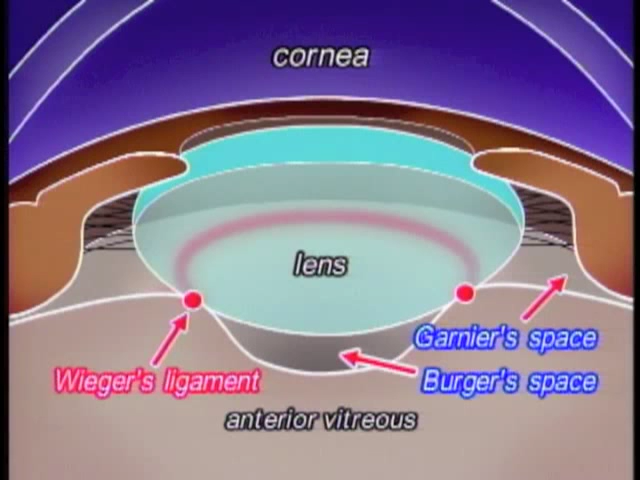 cornea
lens
Garnier's space
Wieger's ligament
Burger's space
anterior vitreous